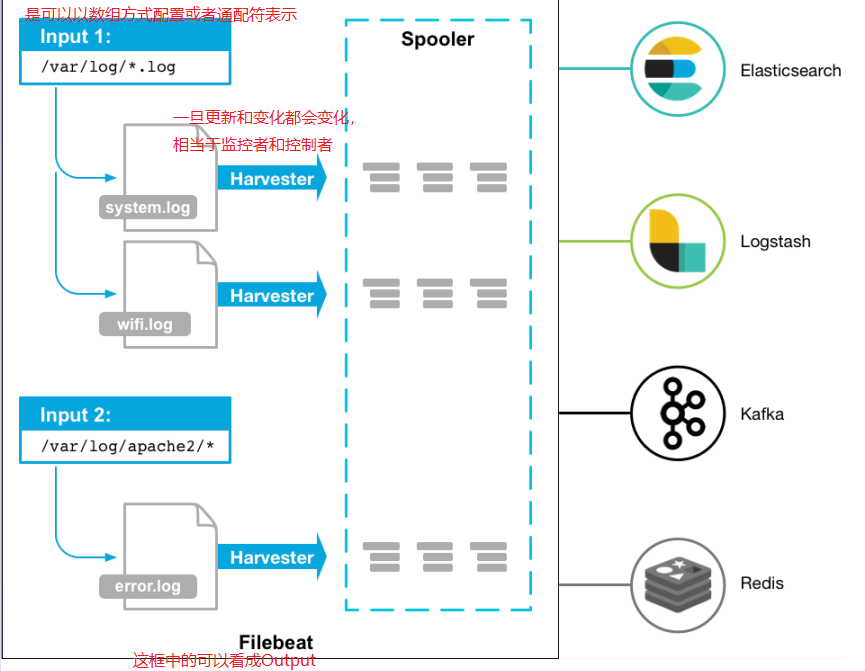 是可以以数组方式配置或者通配符表示
Input 1:
/var/log/*.log
一旦更新和变化都会变化，
相当于监控者和控制者
system.log
Harvester
wifi.log
Harvester
Input 2:
/var/log/apache2/*
error.log
Harvester
Spooler
Filebeat
这框中的可以看成Output
Elasticsearch
Logstash
Kafka
Redis